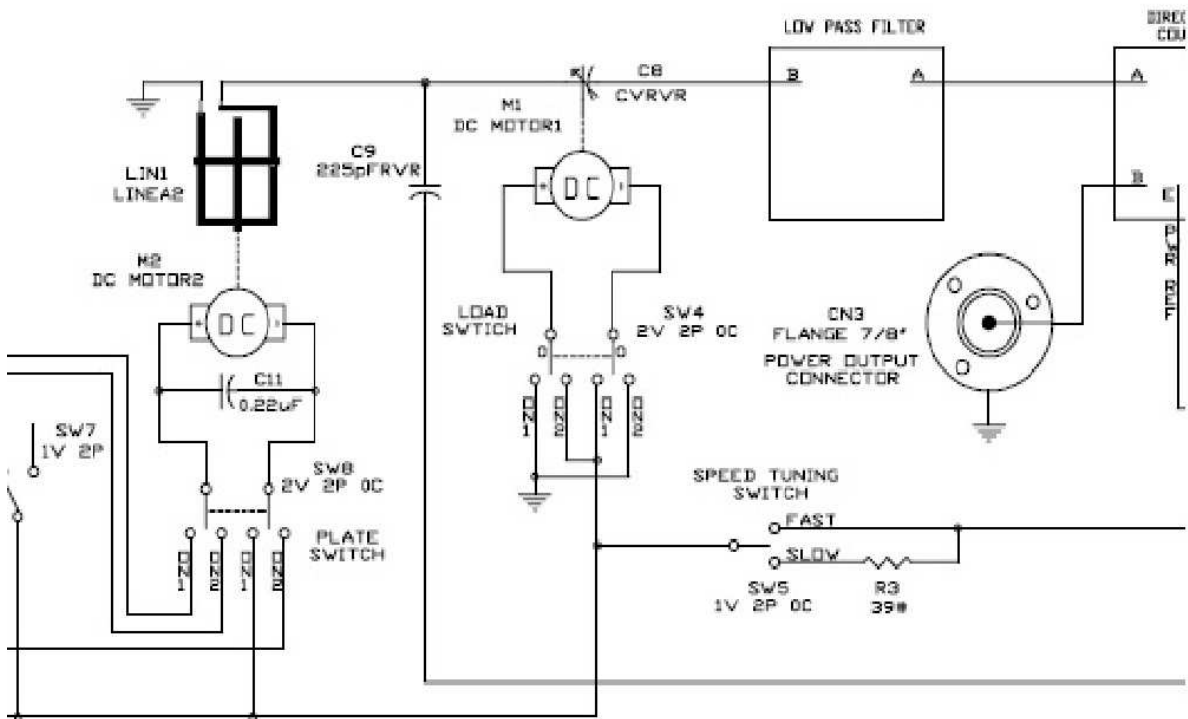 LOW PASS FILTER
DIREC
COU
B
A
A
C8
CVRVR
M1
DC MOTOR1
C9
225pFRVR
LIN1
LINEA2
+
DC
-
B
E
PWR REF
M2
DC MOTOR2
+
DC
-
LOAD
SWTICH
SW4
2V 2P OC
CN3
FLANGE 7/8"
POWER OUTPUT
CONNECTOR
O
O
C11
0.22uF
ON1
ON2
ON1
ON2
SW7
1V 2P
SW8
2V 2P OC
PLATE
SWITCH
SPEED TUNING
SWITCH
FAST
SLOW
ON1
ON2
ON1
ON2
SW5
1V 2P OC
R3